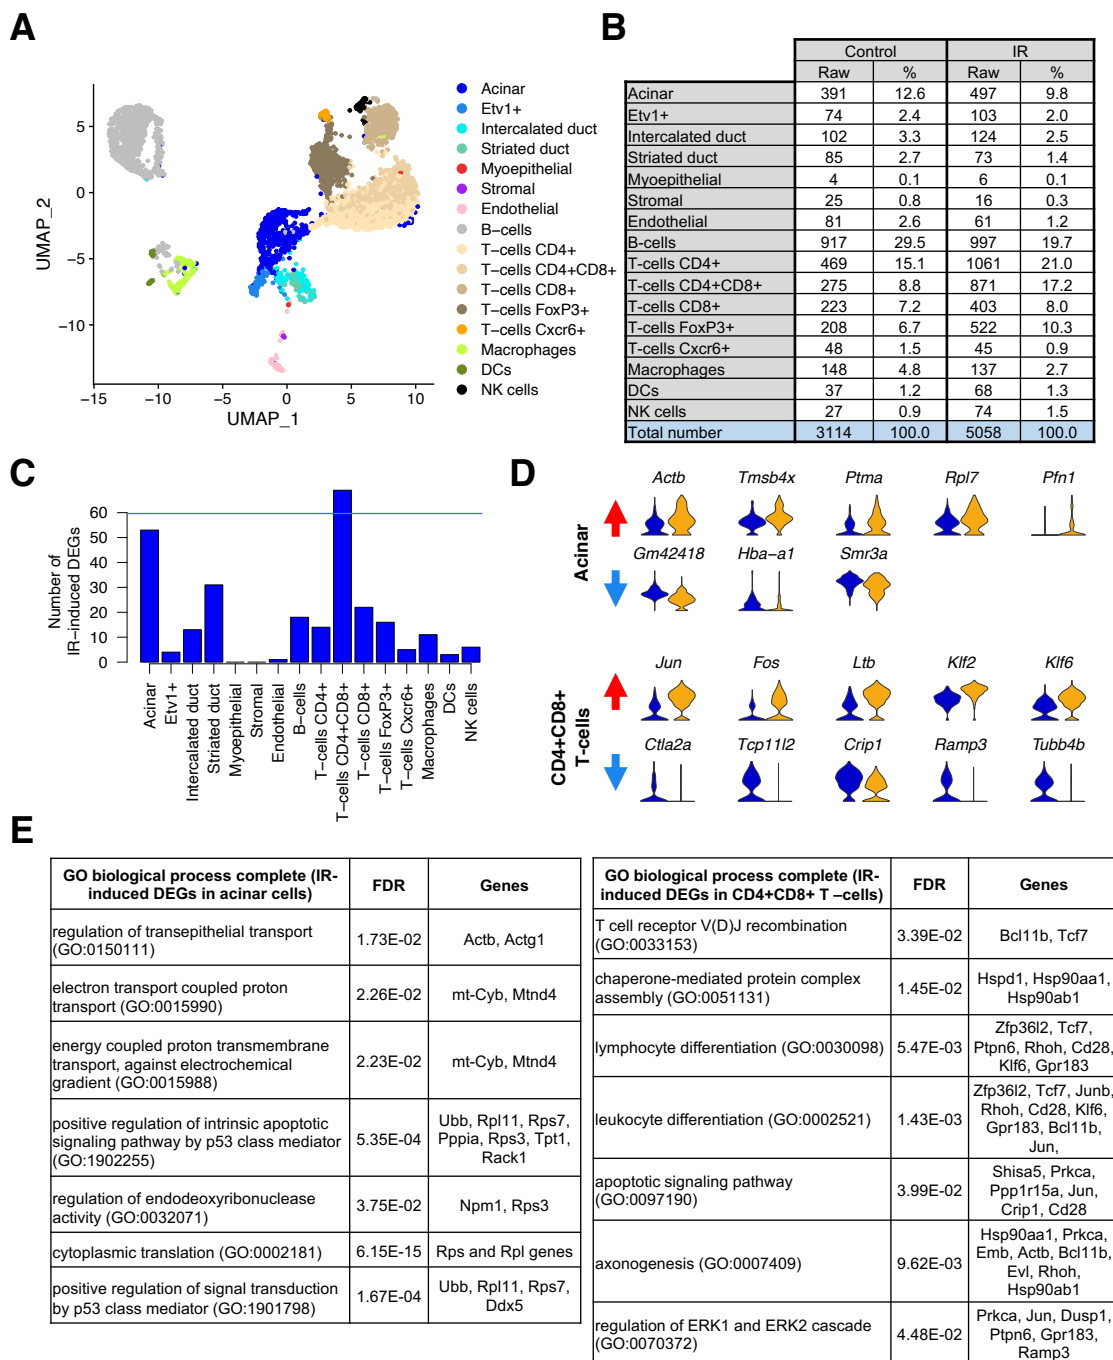 A
B
5
0
−5
−10
−15
−10
−5
0
5
10
UMAP_1
UMAP_2
Acinar
Etv1+
Intercalated duct
Striated duct
Myoepithelial
Stromal
Endothelial
B−cells
T−cells CD4+
T−cells CD4+CD8+
T−cells CD8+
T−cells FoxP3+
T−cells Cxcr6+
Macrophages
DCs
NK cells
Control IR
Raw % Raw %
Acinar 391 12.6 497 9.8
Etv1+ 74 2.4 103 2.0
Intercalated duct 102 3.3 124 2.5
Striated duct 85 2.7 73 1.4
Myoepithelial 4 0.1 6 0.1
Stromal 25 0.8 16 0.3
Endothelial 81 2.6 61 1.2
B-cells 917 29.5 997 19.7
T-cells CD4+ 469 15.1 1061 21.0
T-cells CD4+CD8+ 275 8.8 871 17.2
T-cells CD8+ 223 7.2 403 8.0
T-cells FoxP3+ 208 6.7 522 10.3
T-cells Cxcr6+ 48 1.5 45 0.9
Macrophages 148 4.8 137 2.7
DCs 37 1.2 68 1.3
NK cells 27 0.9 74 1.5
Total number 3114 100.0 5058 100.0
C
Number of
IR−induced DEGs
60
50
40
30
20
10
0
Acinar
Etv1+
Intercalated duct
Striated duct
Myoepithelial
Stromal
Endothelial
B−cells
T−cells CD4+
T−cells CD4+CD8+
T−cells CD8+
T−cells FoxP3+
T−cells Cxcr6+
Macrophages
DCs
NK cells
D
Acinar
Actb Tmsb4x Ptma Rpl7 Pfn1
Gm42418 Hba−a1 Smr3a
CD4+CD8+
T-cells
Jun Fos Ltb Klf2 Klf6
Ctla2a Tcp11l2 Crip1 Ramp3 Tubb4b
E
GO biological process complete (IR-
induced DEGs in acinar cells) FDR Genes
regulation of transepithelial transport
(GO:0150111) 1.73E-02 Actb, Actg1
electron transport coupled proton
transport (GO:0015990) 2.26E-02 mt-Cyb, Mtnd4
energy coupled proton transmembrane
transport, against electrochemical
gradient (GO:0015988) 2.23E-02 mt-Cyb, Mtnd4
positive regulation of intrinsic apoptotic
signaling pathway by p53 class mediator
(GO:1902255) 5.35E-04 Ubb, Rpl11, Rps7,
Pppia, Rps3, Tpt1,
Rack1
regulation of endodeoxyribonuclease
activity (GO:0032071) 3.75E-02 Npm1, Rps3
cytoplasmic translation (GO:0002181) 6.15E-15 Rps and Rpl genes
positive regulation of signal transduction
by p53 class mediator (GO:1901798) 1.67E-04 Ubb, Rpl11, Rps7,
Ddx5
GO biological process complete (IR-
induced DEGs in CD4+CD8+ T –cells) FDR Genes
T cell receptor V(D)J recombination
(GO:0033153) 3.39E-02 Bcl11b, Tcf7
chaperone-mediated protein complex
assembly (GO:0051131) 1.45E-02 Hspd1, Hsp90aa1,
Hsp90ab1
lymphocyte differentiation (GO:0030098) 5.47E-03 Zfp36l2, Tcf7,
Ptpn6, Rhoh, Cd28,
Klf6, Gpr183
leukocyte differentiation (GO:0002521) 1.43E-03 Zfp36l2, Tcf7, Junb,
Rhoh, Cd28, Klf6,
Gpr183, Bcl11b,
Jun,
apoptotic signaling pathway
(GO:0097190) 3.99E-02 Shisa5, Prkca,
Ppp1r15a, Jun,
Crip1, Cd28
axonogenesis (GO:0007409) 9.62E-03 Hsp90aa1, Prkca,
Emb, Actb, Bcl11b,
Evl, Rhoh,
Hsp90ab1
regulation of ERK1 and ERK2 cascade
(GO:0070372) 4.48E-02 Prkca, Jun, Dusp1,
Ptpn6, Gpr183,
Ramp3